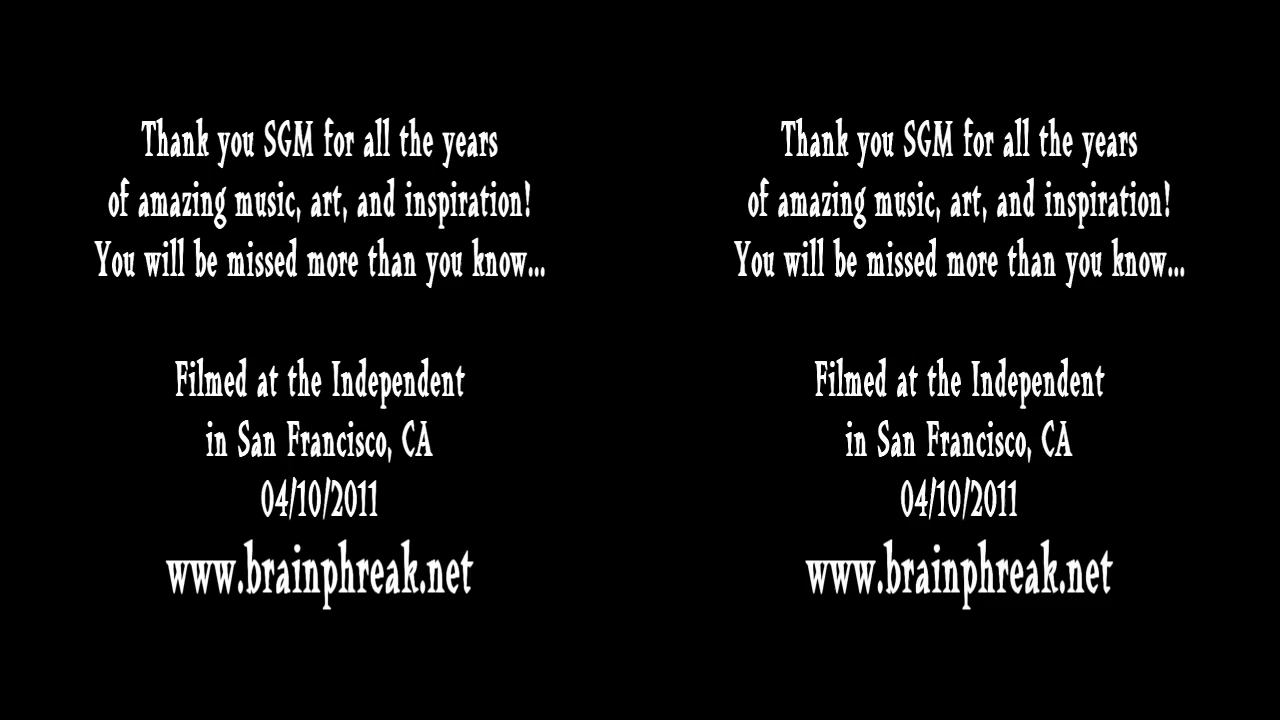 Thank you SGM for all the years
of amazing music, art, and inspiration!
You will be missed more than you know...
Filmed at the Independent
in San Francisco, CA
04/10/2011
www.brainphreak.net
Thank you SGM for all the years
of amazing music, art, and inspiration!
You will be missed more than you know...
Filmed at the Independent
in San Francisco, CA
04/10/2011
www.brainphreak.net